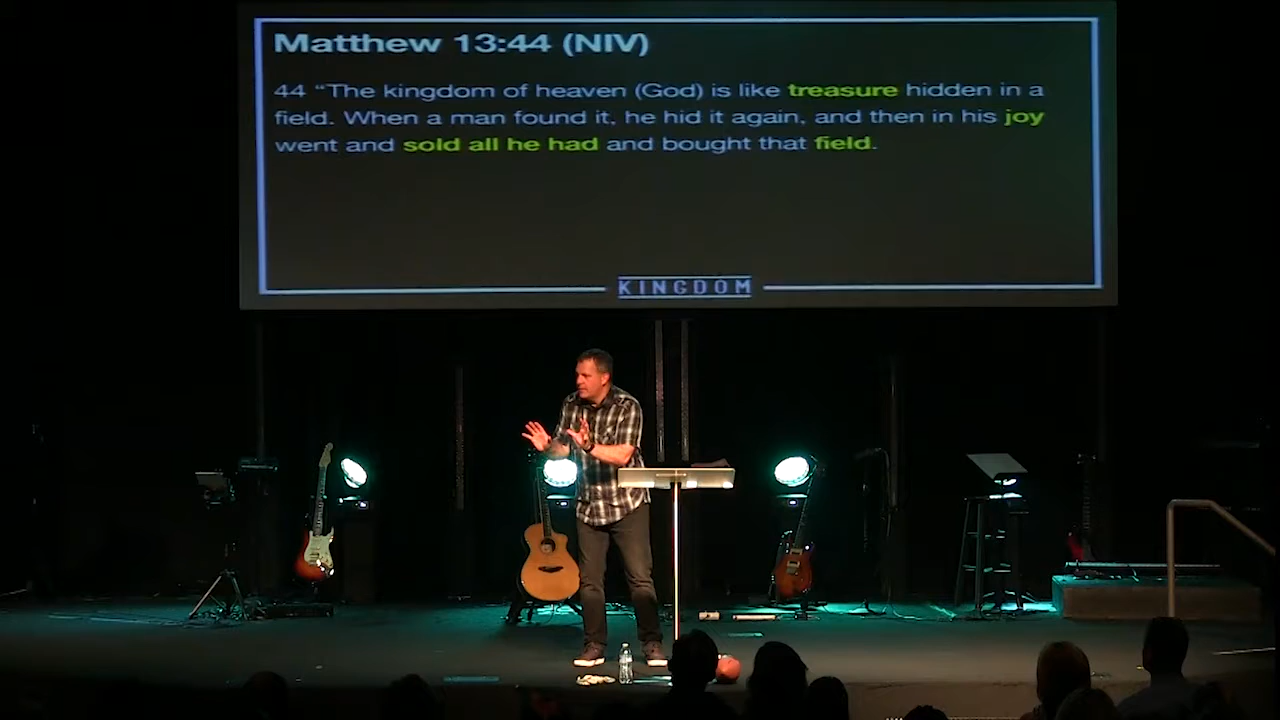 Matthew 13:44 (NIV)
44 “The kingdom of heaven (God) is like treasure hidden in a
field. When a man found it, he hid it again, and then in his joy
went and sold all he had and bought that field.
KINGDOM